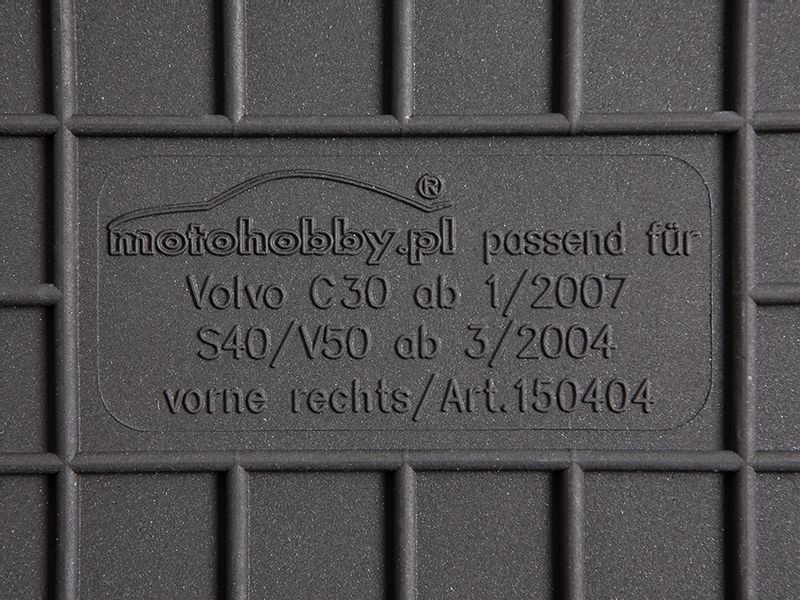 motohobby.pl® passend für
Volvo C30 ab 1/2007
S40/V50 ab 3/2004
vorne rechts/Art.150404